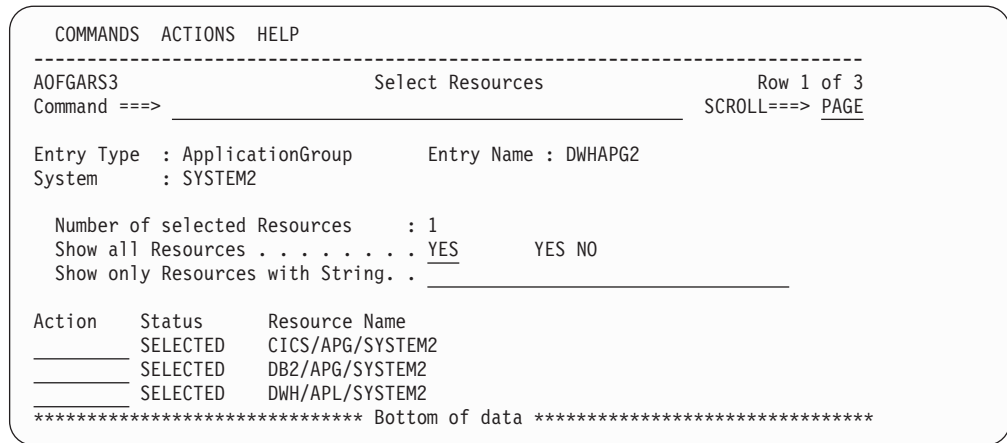 COMMANDS ACTIONS HELP
-------------------------------------------------------------------------------
AOFGARS3 Select Resources Row 1 of 3
Command ===> SCROLL===> PAGE
Entry Type : ApplicationGroup Entry Name : DWHAPG2
System : SYSTEM2
Number of selected Resources : 1
Show all Resources . . . . . . . . YES YES NO
Show only Resources with String. .
Action Status Resource Name
SELECTED CICS/APG/SYSTEM2
SELECTED DB2/APG/SYSTEM2
SELECTED DWH/APL/SYSTEM2
******************************* Bottom of data ********************************